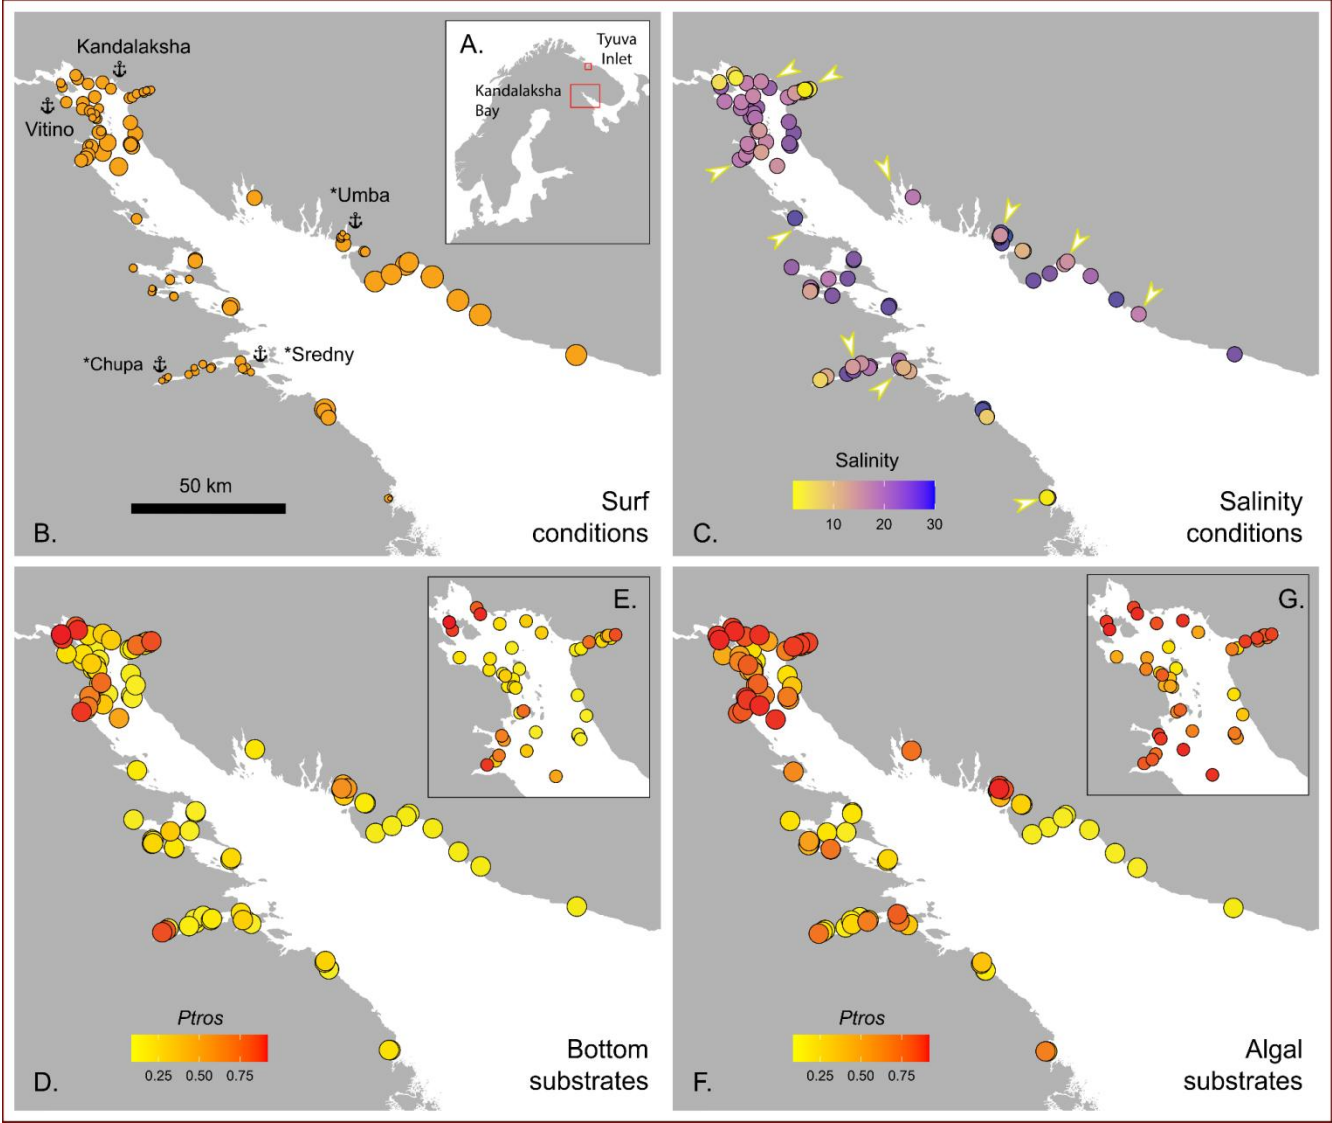 Kandalaksha
Vitino
*Umba
*Chupa
*Sredny
50 km
B.
Surf
conditions
A.
Tyuva
Inlet
Kandalaksha
Bay
Salinity
10 20 30
C.
Salinity
conditions
E.
Ptros
0.25 0.50 0.75
D.
Bottom
substrates
G.
Ptros
0.25 0.50 0.75
F.
Algal
substrates